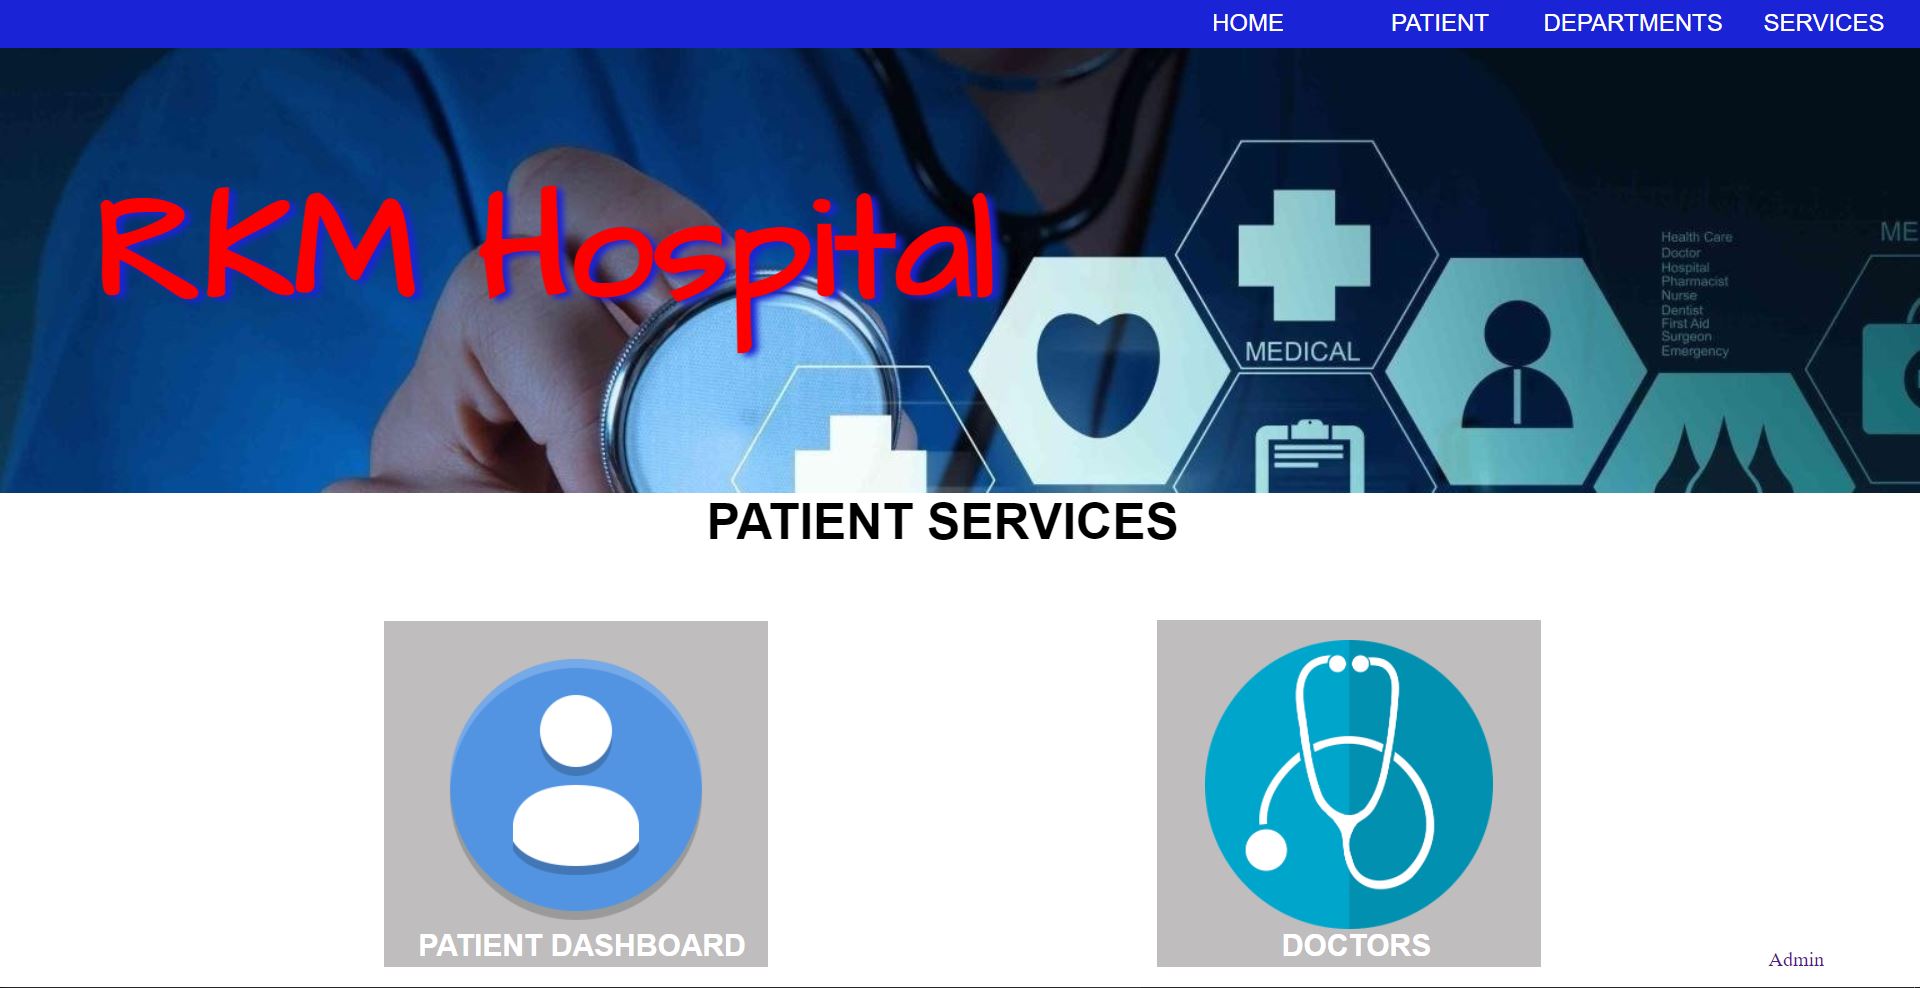 HOME PATIENT DEPARTMENTS SERVICES
RKM Hospital
MEDICAL
Health Care
Doctor
Hospital
Pharmacist
Nurse
Dentist
First Aid
Surgeon
Emergency
ME
PATIENT SERVICES
PATIENT DASHBOARD
DOCTORS
Admin